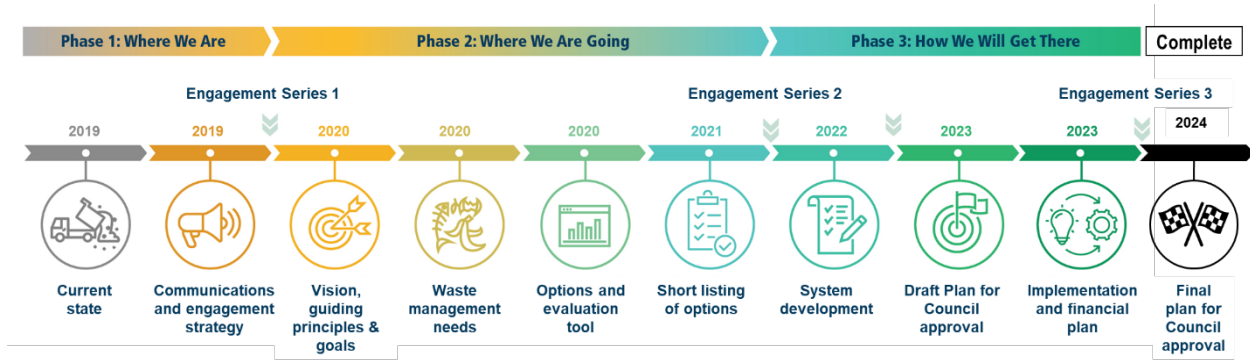 Phase 1: Where We Are
Phase 2: Where We Are Going
Phase 3: How We Will Get There
Complete
Engagement Series 1
Engagement Series 2
Engagement Series 3
2019
2019
2020
2020
2020
2021
2022
2023
2023
2024
Current
state
Communications
and engagement
strategy
Vision,
guiding
principles &
goals
Waste
management
needs
Options and
evaluation
tool
Short listing
of options
System
development
Draft Plan for
Council
approval
Implementation
and financial
plan
Final
plan for
Council
approval